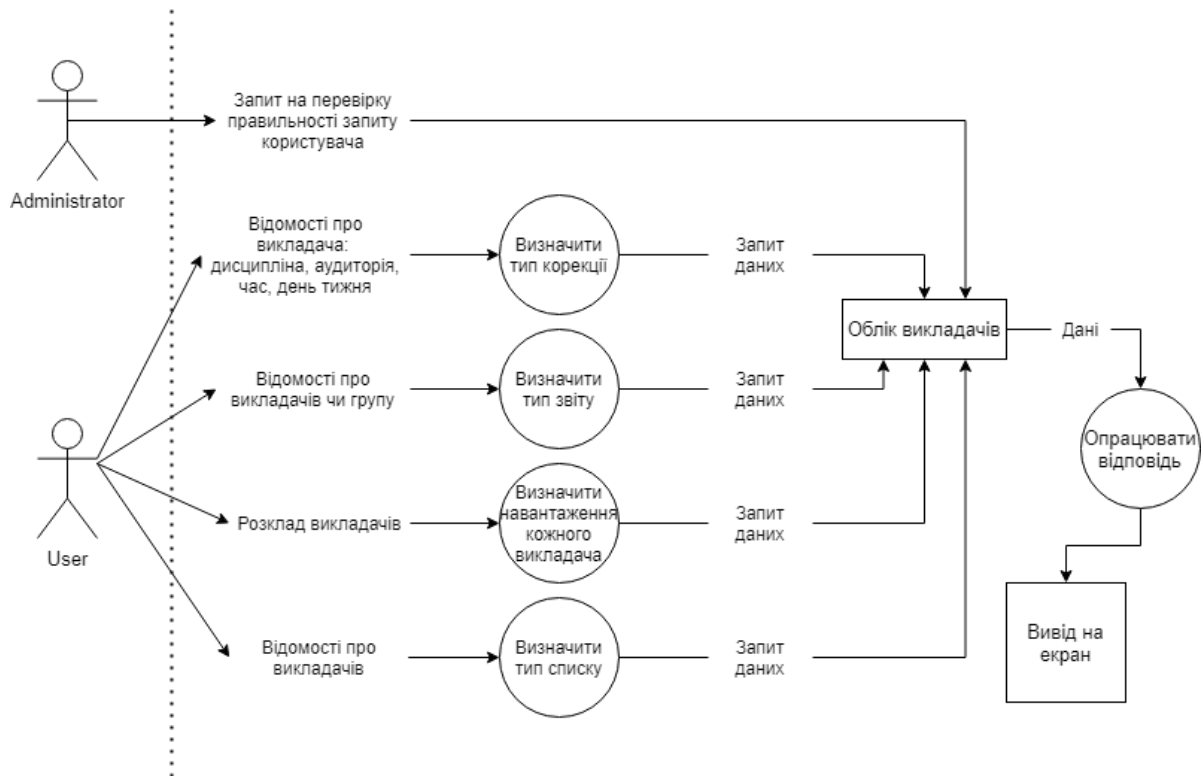 Administrator
Запит на перевірку
правильності запиту
користувача
Відомості про
викладача:
дисципліна, аудиторія,
час, день тижня
Визначити
тип корекції
Запит
даних
Облік викладачів
Дані
Відомості про
викладачів чи групу
Визначити
тип звіту
Запит
даних
Опрацювати
відповідь
User
Розклад викладачів
Визначити
навантаження
кожного
викладача
Запит
даних
Відомості про
викладачів
Визначити
тип списку
Запит
даних
Вивід на
екран